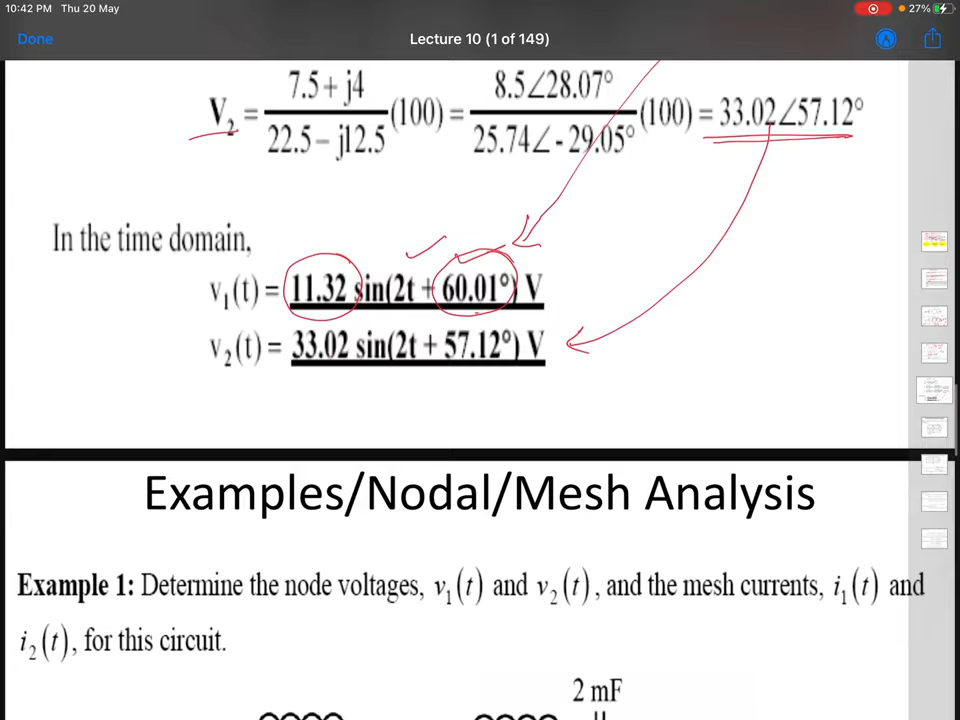 10:42 PM Thu 20 May
27%
Done
Lecture 10 (1 of 149)
V₂ = (7.5 + j4)/(22.5 − j12.5) (100) = (8.5∠28.07°)/(25.74∠ - 29.05°) (100) = 33.02∠57.12°
In the time domain,
v₁(t) = 11.32 sin(2t + 60.01°) V
v₂(t) = 33.02 sin(2t + 57.12°) V
Examples/Nodal/Mesh Analysis
Example 1: Determine the node voltages, v₁(t) and v₂(t), and the mesh currents, i₁(t) and
i₂(t), for this circuit.
2 mF